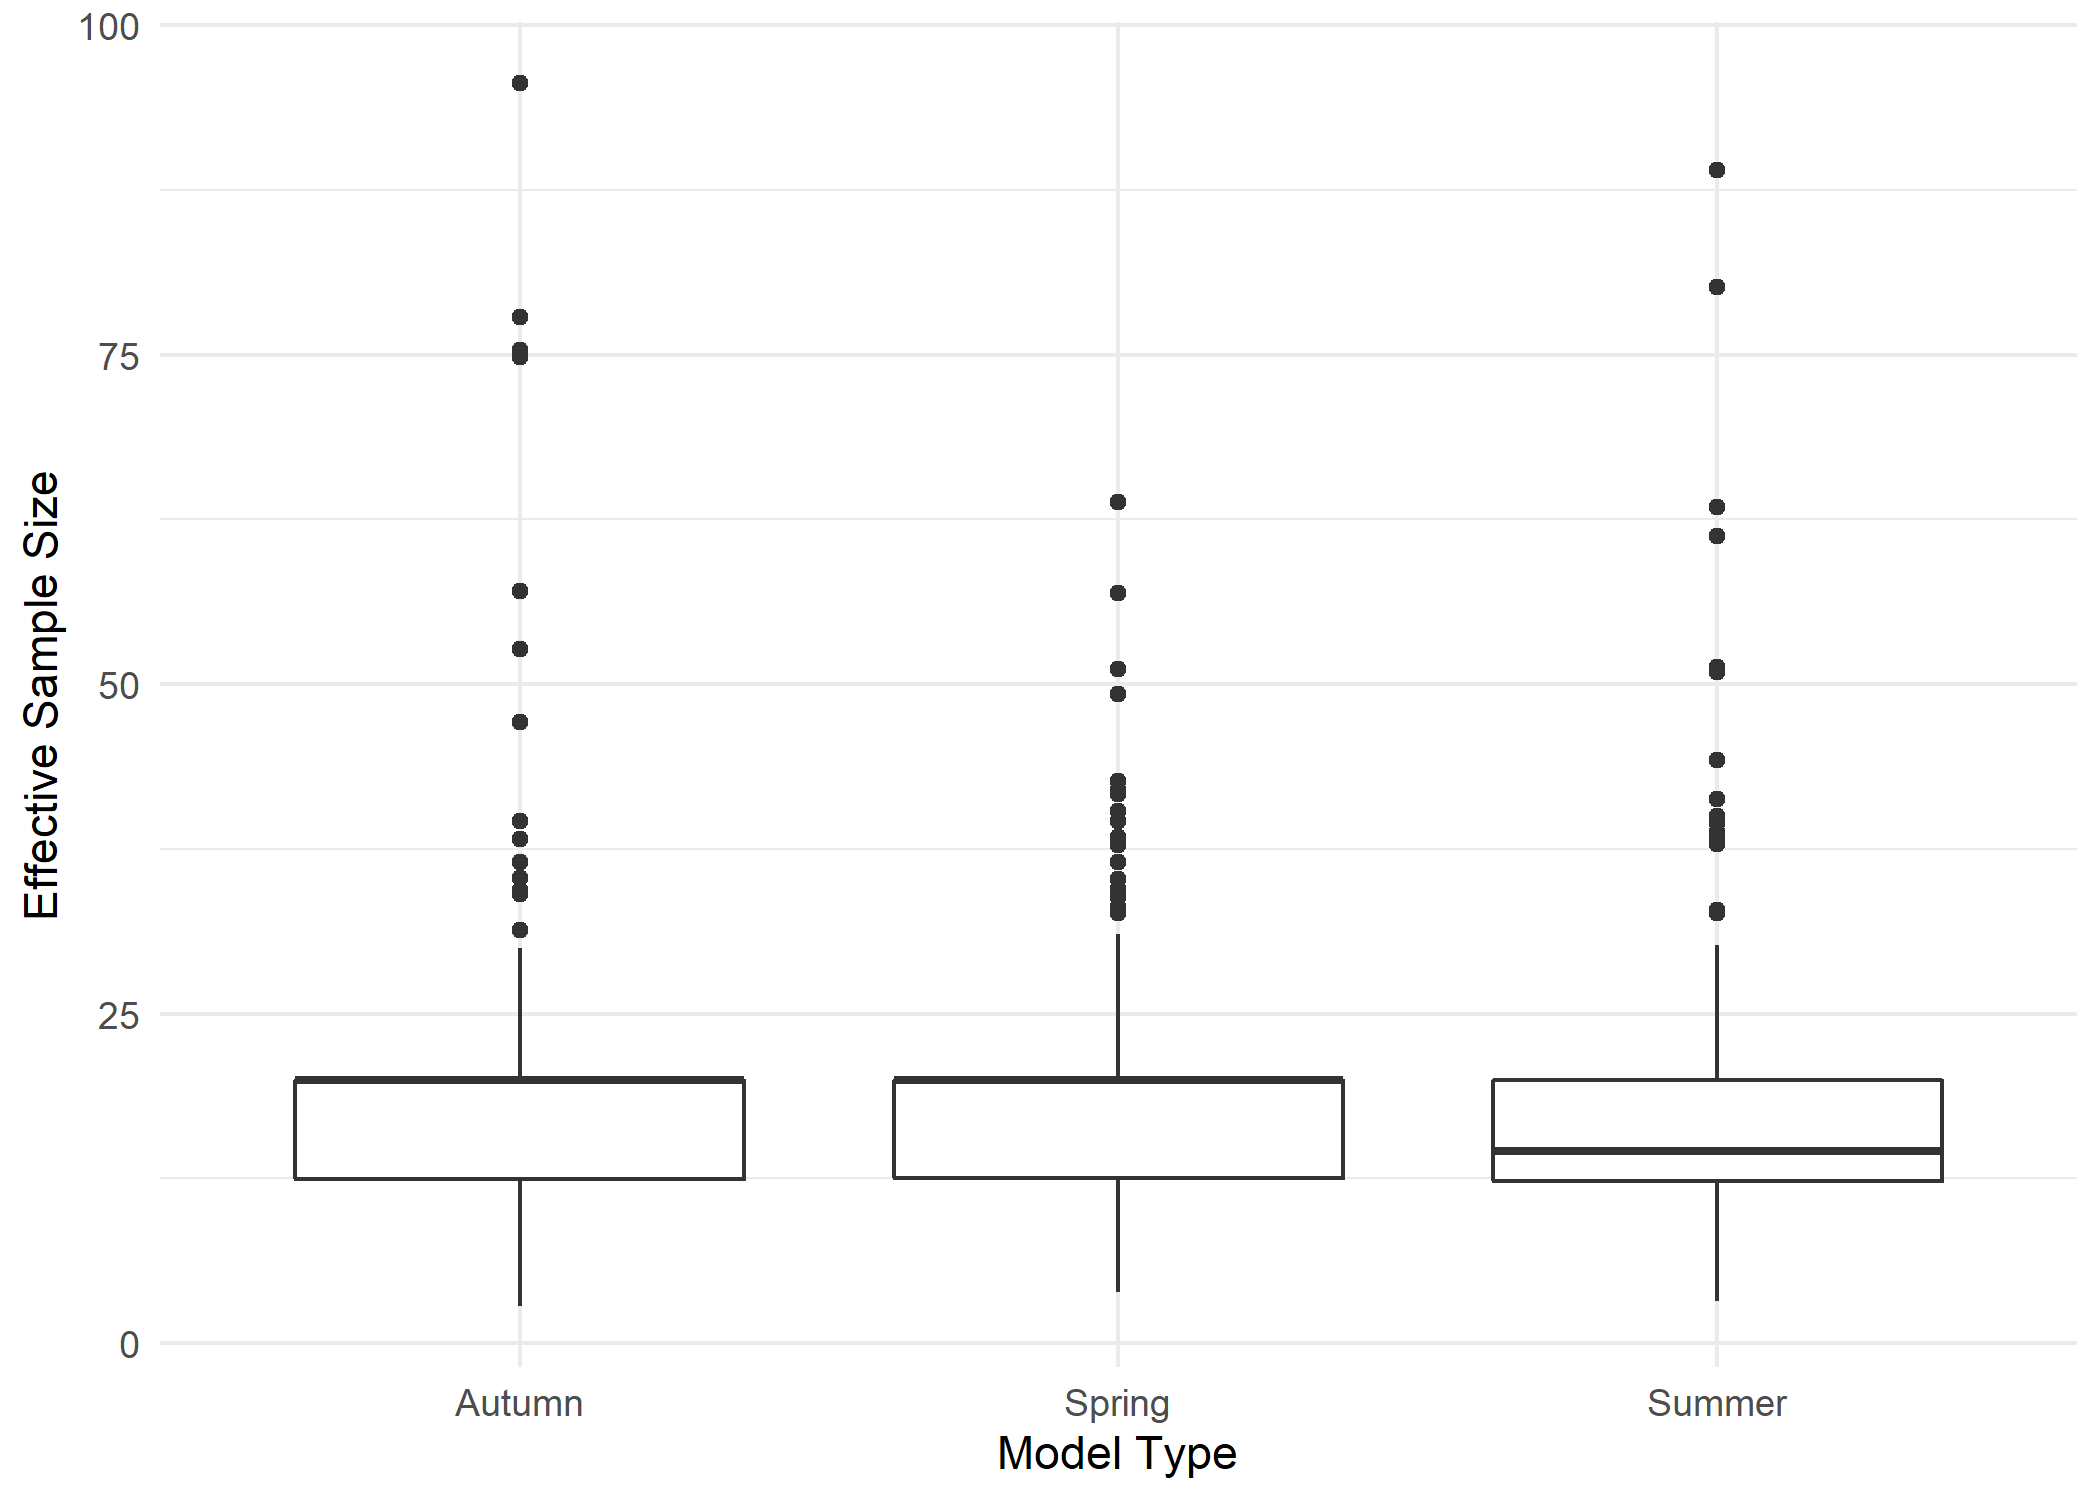 100
75
50
25
0
Effective Sample Size
Autumn
Spring
Summer
Model Type